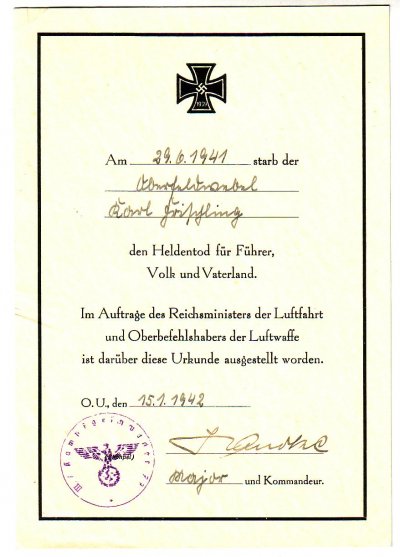 Am 29.6.1941 starb der
Oberfeldwebel
Karl Frischling
den Heldentod für Führer,
Volk und Vaterland.
Im Auftrage des Reichsministers der Luftfahrt
und Oberbefehlshabers der Luftwaffe
ist darüber diese Urkunde ausgestellt worden.
O. U., den 15.1.1942
Major und Kommandeur.